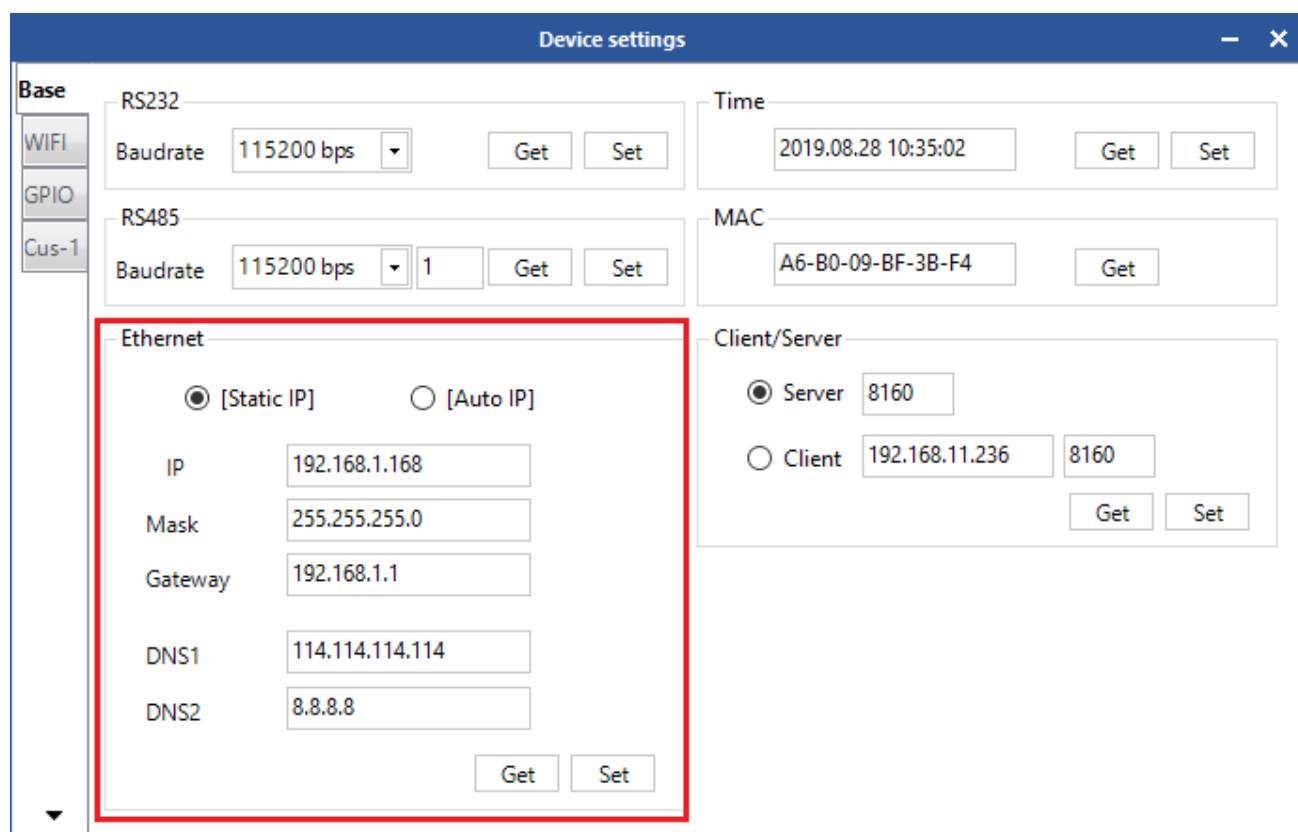 Device settings
Base
WIFI
GPIO
Cus-1
RS232
Baudrate 115200 bps Get Set
RS485
Baudrate 115200 bps 1 Get Set
Ethernet
[Static IP] [Auto IP]
IP 192.168.1.168
Mask 255.255.255.0
Gateway 192.168.1.1
DNS1 114.114.114.114
DNS2 8.8.8.8
Get Set
Time
2019.08.28 10:35:02 Get Set
MAC
A6-B0-09-BF-3B-F4 Get
Client/Server
Server 8160
Client 192.168.11.236 8160
Get Set